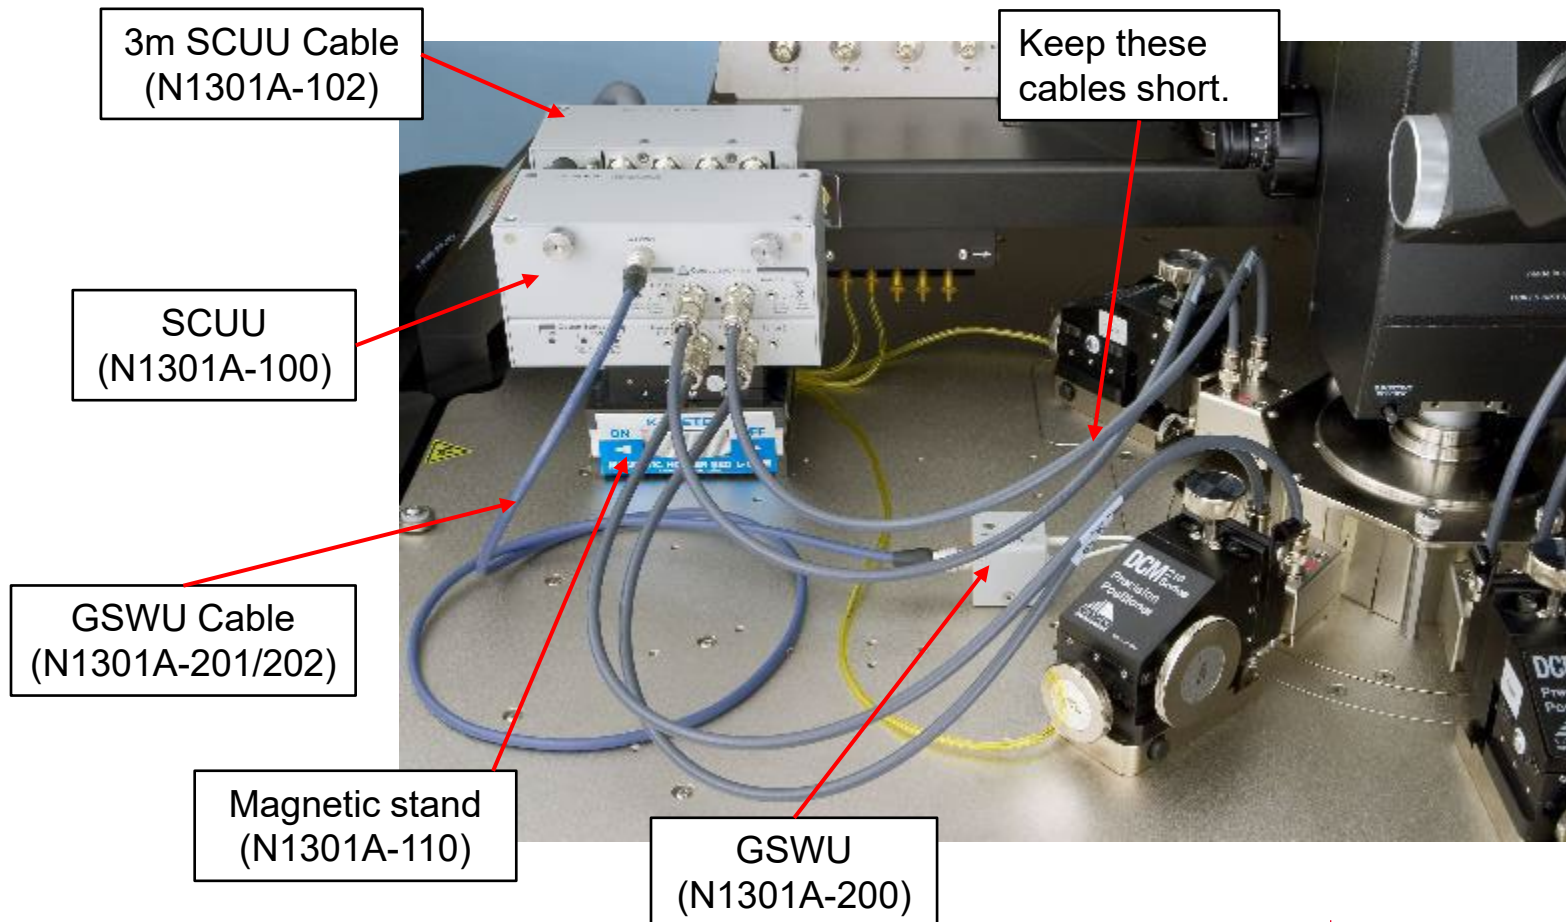 3m SCUU Cable
(N1301A-102)
Keep these
cables short.
SCUU
(N1301A-100)
ON
OFF
GSWU Cable
(N1301A-201/202)
DCM
Precision
Positioner
Magnetic stand
(N1301A-110)
GSWU
(N1301A-200)